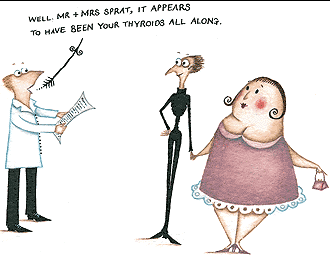 WELL. MR + MRS SPRAT, IT APPEARS
TO HAVE BEEN YOUR THYROIDS ALL ALONG.